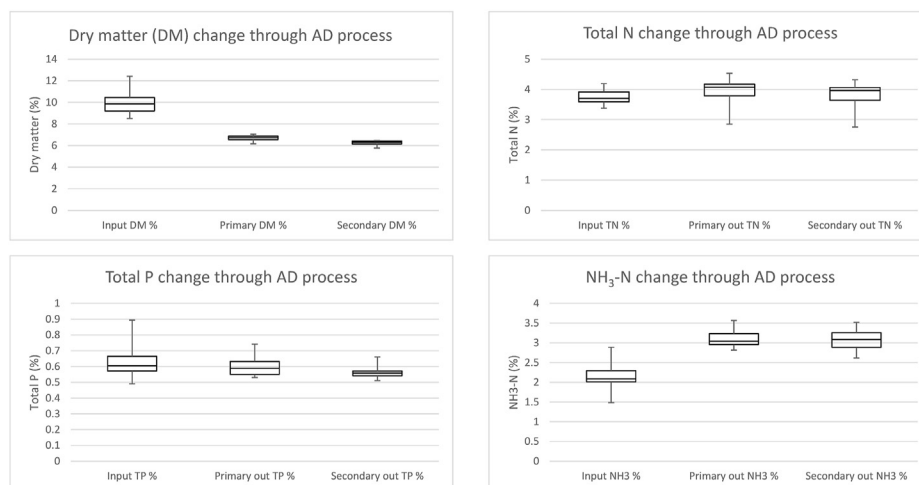 Dry matter (DM) change through AD process
Dry matter (%)
14
12
10
8
6
4
2
0
Input DM %
Primary DM %
Secondary DM %
Total N change through AD process
Total N (%)
5
4
3
2
1
0
Input TN %
Primary out TN %
Secondary out TN %
Total P change through AD process
Total P (%)
1
0.9
0.8
0.7
0.6
0.5
0.4
0.3
0.2
0.1
0
Input TP %
Primary out TP %
Secondary out TP %
NH₃-N change through AD process
NH3-N (%)
4
3.5
3
2.5
2
1.5
1
0.5
0
Input NH3 %
Primary out NH3 %
Secondary out NH3 %